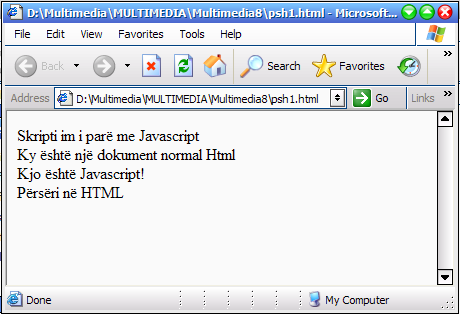 D:\Multimedia\MULTIMEDIA\Multimedia8\psh1.html - Microsoft...
File Edit View Favorites Tools Help
Back Search Favorites
Address D:\Multimedia\MULTIMEDIA\Multimedia8\psh1.html Go Links
Skripti im i parë me Javascript
Ky është një dokument normal Html
Kjo është Javascript!
Përsëri në HTML
Done My Computer